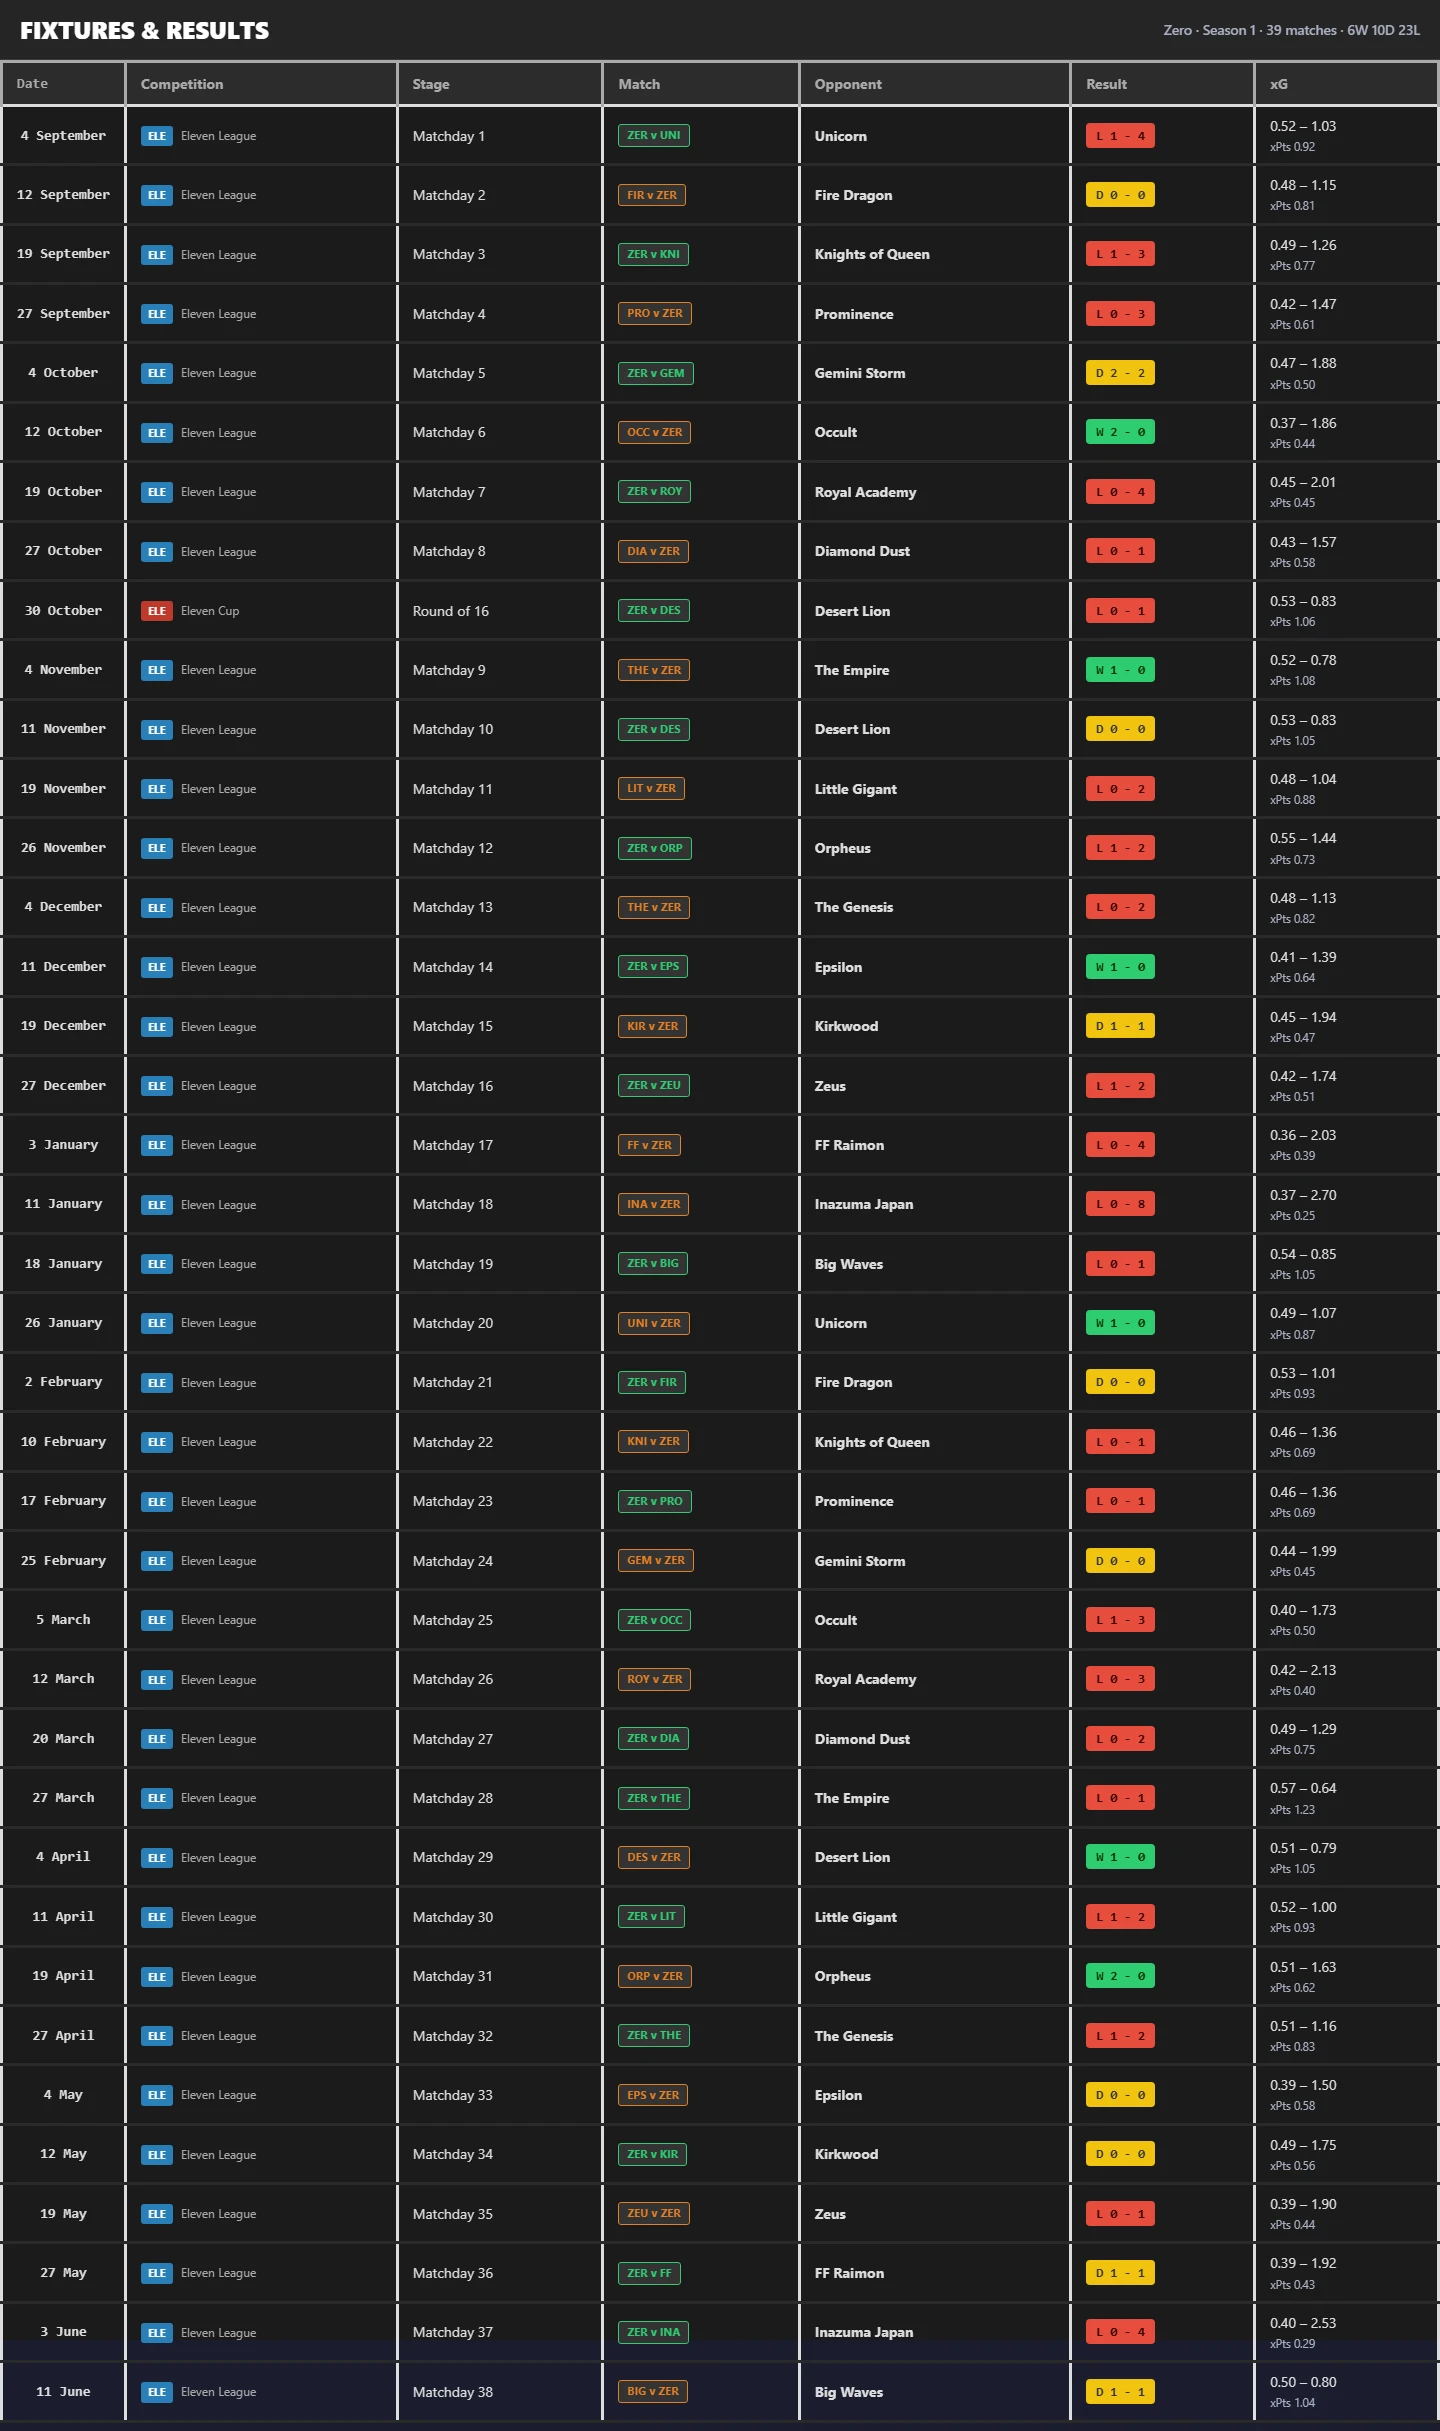 FIXTURES & RESULTS
Zero · Season 1 · 39 matches · 6W 10D 23L
Date Competition Stage Match Opponent Result xG
4 September ELE Eleven League Matchday 1 ZER v UNI Unicorn L 1 - 4 0.52 – 1.03
xPts 0.92
12 September ELE Eleven League Matchday 2 FIR v ZER Fire Dragon D 0 - 0 0.48 – 1.15
xPts 0.81
19 September ELE Eleven League Matchday 3 ZER v KNI Knights of Queen L 1 - 3 0.49 – 1.26
xPts 0.77
27 September ELE Eleven League Matchday 4 PRO v ZER Prominence L 0 - 3 0.42 – 1.47
xPts 0.61
4 October ELE Eleven League Matchday 5 ZER v GEM Gemini Storm D 2 - 2 0.47 – 1.88
xPts 0.50
12 October ELE Eleven League Matchday 6 OCC v ZER Occult W 2 - 0 0.37 – 1.86
xPts 0.44
19 October ELE Eleven League Matchday 7 ZER v ROY Royal Academy L 0 - 4 0.45 – 2.01
xPts 0.45
27 October ELE Eleven League Matchday 8 DIA v ZER Diamond Dust L 0 - 1 0.43 – 1.57
xPts 0.58
30 October ELE Eleven Cup Round of 16 ZER v DES Desert Lion L 0 - 1 0.53 – 0.83
xPts 1.06
4 November ELE Eleven League Matchday 9 THE v ZER The Empire W 1 - 0 0.52 – 0.78
xPts 1.08
11 November ELE Eleven League Matchday 10 ZER v DES Desert Lion D 0 - 0 0.53 – 0.83
xPts 1.05
19 November ELE Eleven League Matchday 11 LIT v ZER Little Gigant L 0 - 2 0.48 – 1.04
xPts 0.88
26 November ELE Eleven League Matchday 12 ZER v ORP Orpheus L 1 - 2 0.55 – 1.44
xPts 0.73
4 December ELE Eleven League Matchday 13 THE v ZER The Genesis L 0 - 2 0.48 – 1.13
xPts 0.82
11 December ELE Eleven League Matchday 14 ZER v EPS Epsilon W 1 - 0 0.41 – 1.39
xPts 0.64
19 December ELE Eleven League Matchday 15 KIR v ZER Kirkwood D 1 - 1 0.45 – 1.94
xPts 0.47
27 December ELE Eleven League Matchday 16 ZER v ZEU Zeus L 1 - 2 0.42 – 1.74
xPts 0.51
3 January ELE Eleven League Matchday 17 FF v ZER FF Raimon L 0 - 4 0.36 – 2.03
xPts 0.39
11 January ELE Eleven League Matchday 18 INA v ZER Inazuma Japan L 0 - 8 0.37 – 2.70
xPts 0.25
18 January ELE Eleven League Matchday 19 ZER v BIG Big Waves L 0 - 1 0.54 – 0.85
xPts 1.05
26 January ELE Eleven League Matchday 20 UNI v ZER Unicorn W 1 - 0 0.49 – 1.07
xPts 0.87
2 February ELE Eleven League Matchday 21 ZER v FIR Fire Dragon D 0 - 0 0.53 – 1.01
xPts 0.93
10 February ELE Eleven League Matchday 22 KNI v ZER Knights of Queen L 0 - 1 0.46 – 1.36
xPts 0.69
17 February ELE Eleven League Matchday 23 ZER v PRO Prominence L 0 - 1 0.46 – 1.36
xPts 0.69
25 February ELE Eleven League Matchday 24 GEM v ZER Gemini Storm D 0 - 0 0.44 – 1.99
xPts 0.45
5 March ELE Eleven League Matchday 25 ZER v OCC Occult L 1 - 3 0.40 – 1.73
xPts 0.50
12 March ELE Eleven League Matchday 26 ROY v ZER Royal Academy L 0 - 3 0.42 – 2.13
xPts 0.40
20 March ELE Eleven League Matchday 27 ZER v DIA Diamond Dust L 0 - 2 0.49 – 1.29
xPts 0.75
27 March ELE Eleven League Matchday 28 ZER v THE The Empire L 0 - 1 0.57 – 0.64
xPts 1.23
4 April ELE Eleven League Matchday 29 DES v ZER Desert Lion W 1 - 0 0.51 – 0.79
xPts 1.05
11 April ELE Eleven League Matchday 30 ZER v LIT Little Gigant L 1 - 2 0.52 – 1.00
xPts 0.93
19 April ELE Eleven League Matchday 31 ORP v ZER Orpheus W 2 - 0 0.51 – 1.63
xPts 0.62
27 April ELE Eleven League Matchday 32 ZER v THE The Genesis L 1 - 2 0.51 – 1.16
xPts 0.83
4 May ELE Eleven League Matchday 33 EPS v ZER Epsilon D 0 - 0 0.39 – 1.50
xPts 0.58
12 May ELE Eleven League Matchday 34 ZER v KIR Kirkwood D 0 - 0 0.49 – 1.75
xPts 0.56
19 May ELE Eleven League Matchday 35 ZEU v ZER Zeus L 0 - 1 0.39 – 1.90
xPts 0.44
27 May ELE Eleven League Matchday 36 ZER v FF FF Raimon D 1 - 1 0.39 – 1.92
xPts 0.43
3 June ELE Eleven League Matchday 37 ZER v INA Inazuma Japan L 0 - 4 0.40 – 2.53
xPts 0.29
11 June ELE Eleven League Matchday 38 BIG v ZER Big Waves D 1 - 1 0.50 – 0.80
xPts 1.04